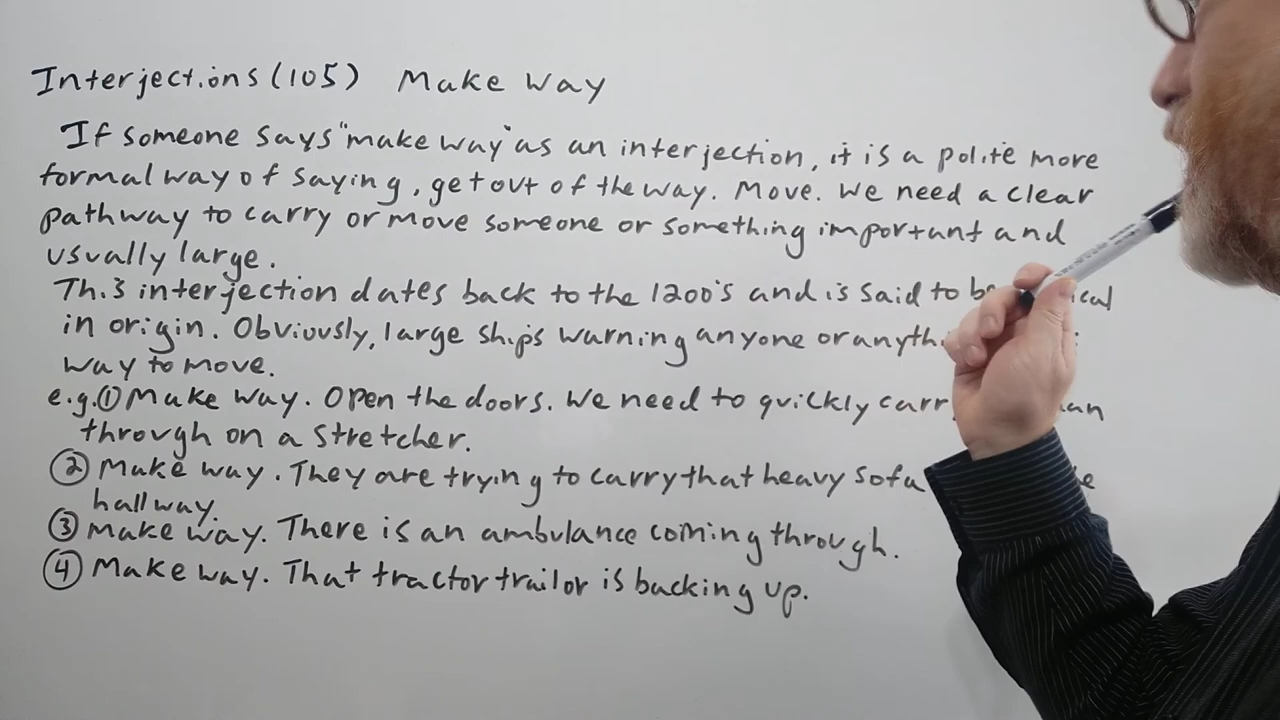 Interjections (105) Make Way
If someone says "make way" as an interjection, it is a polite more
formal way of saying, get out of the way. Move. We need a clear
pathway to carry or move someone or something important and
usually large.
This interjection dates back to the 1200's and is said to be
in origin. Obviously, large ships warning anyone or
way to move.
e.g. ① Make way. Open the doors. We need to quickly
through on a stretcher.
② Make way. They are trying to carry that heavy sofa
hallway.
③ Make way. There is an ambulance coming through.
④ Make way. That tractor trailor is backing up.